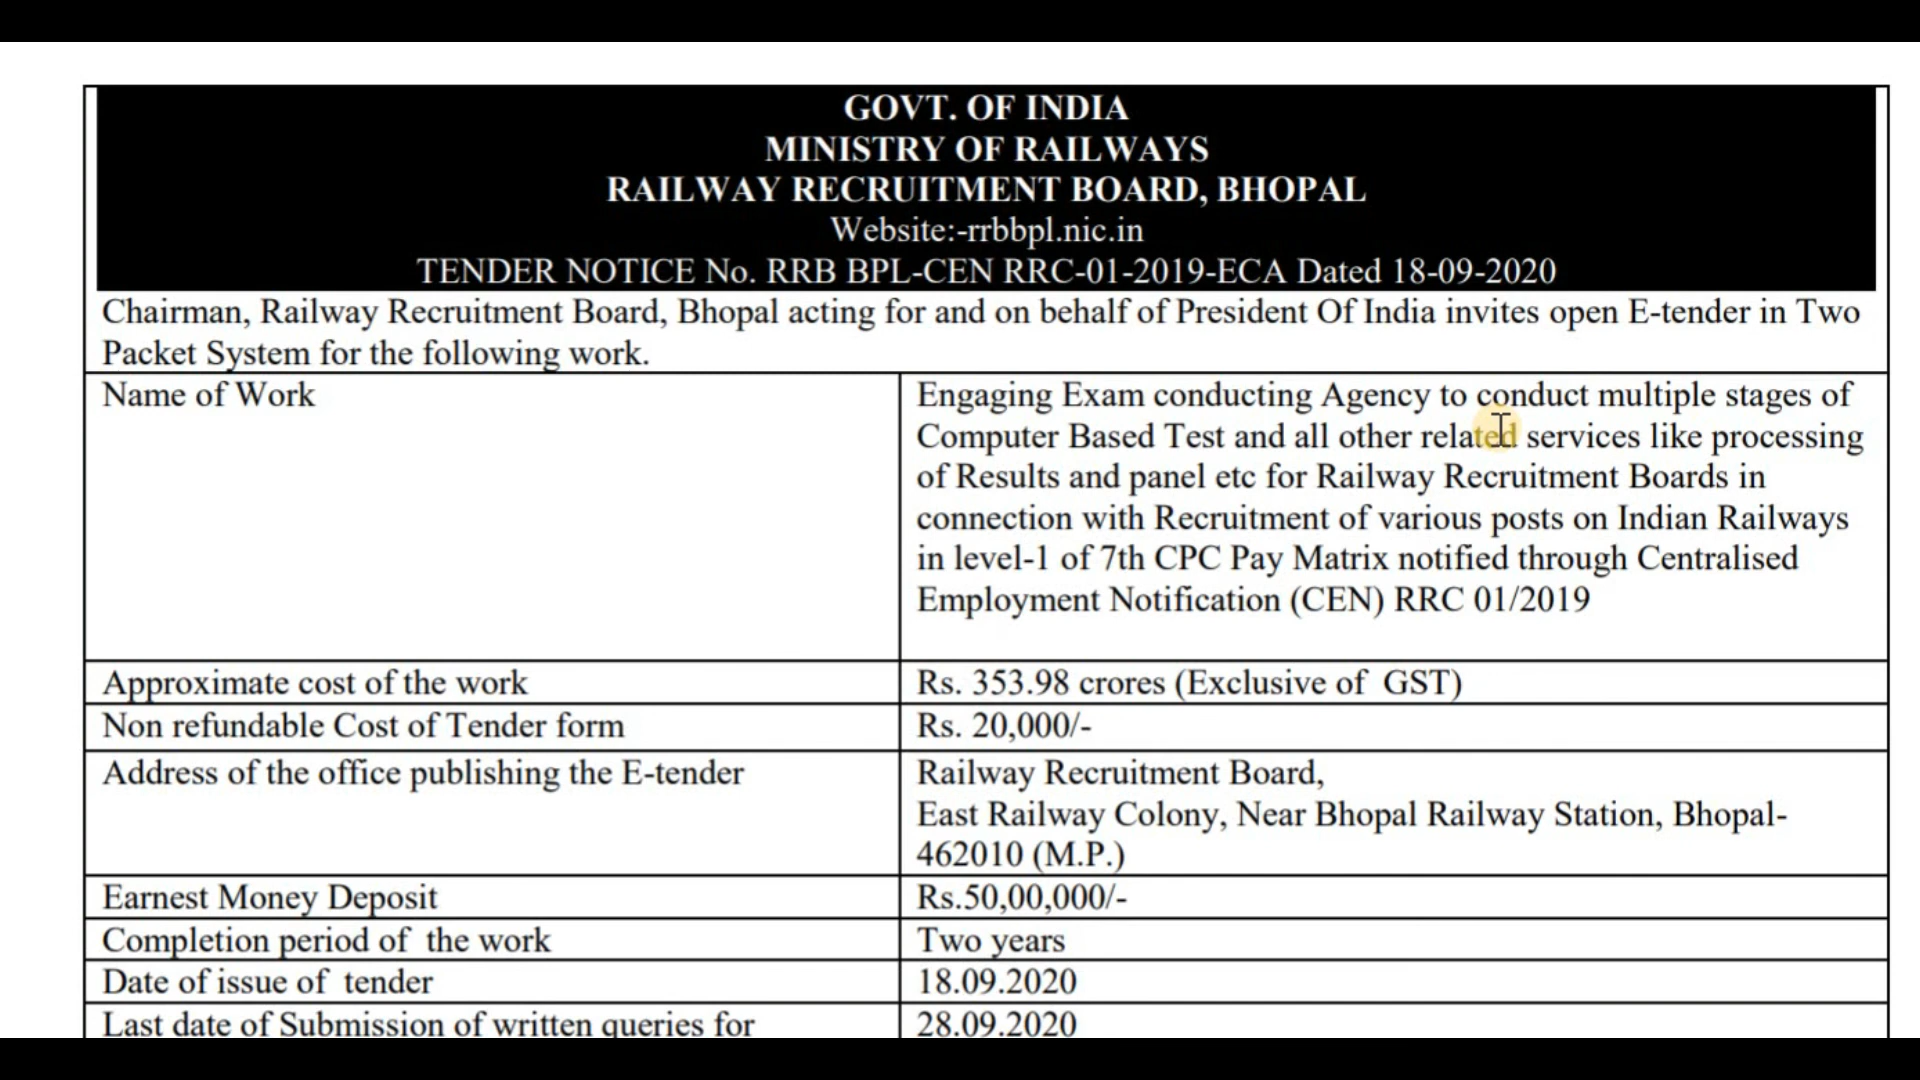 GOVT. OF INDIA
MINISTRY OF RAILWAYS
RAILWAY RECRUITMENT BOARD, BHOPAL
Website:-rrbbpl.nic.in
TENDER NOTICE No. RRB BPL-CEN RRC-01-2019-ECA Dated 18-09-2020
Chairman, Railway Recruitment Board, Bhopal acting for and on behalf of President Of India invites open E-tender in Two
Packet System for the following work.
Name of Work
Engaging Exam conducting Agency to conduct multiple stages of
Computer Based Test and all other related services like processing
of Results and panel etc for Railway Recruitment Boards in
connection with Recruitment of various posts on Indian Railways
in level-1 of 7th CPC Pay Matrix notified through Centralised
Employment Notification (CEN) RRC 01/2019
Approximate cost of the work
Rs. 353.98 crores (Exclusive of GST)
Non refundable Cost of Tender form
Rs. 20,000/-
Address of the office publishing the E-tender
Railway Recruitment Board,
East Railway Colony, Near Bhopal Railway Station, Bhopal-
462010 (M.P.)
Earnest Money Deposit
Rs.50,00,000/-
Completion period of the work
Two years
Date of issue of tender
18.09.2020
Last date of Submission of written queries for
28.09.2020